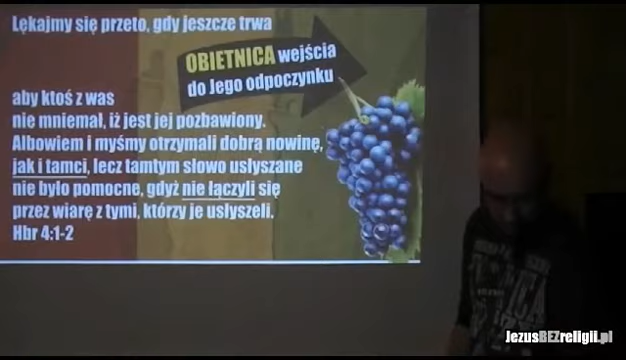 Lękajmy się przeto, gdy jeszcze trwa
OBIETNICA wejścia
do Jego odpoczynku
aby ktoś z was
nie mniemał, iż jest jej pozbawiony.
Albowiem i myśmy otrzymali dobrą nowinę,
jak i tamci, lecz tamtym słowo usłyszane
nie było pomocne, gdyż nie łączyli się
przez wiarę z tymi, którzy je usłyszeli.
Hbr 4:1-2
JezusBEZreligii.pl